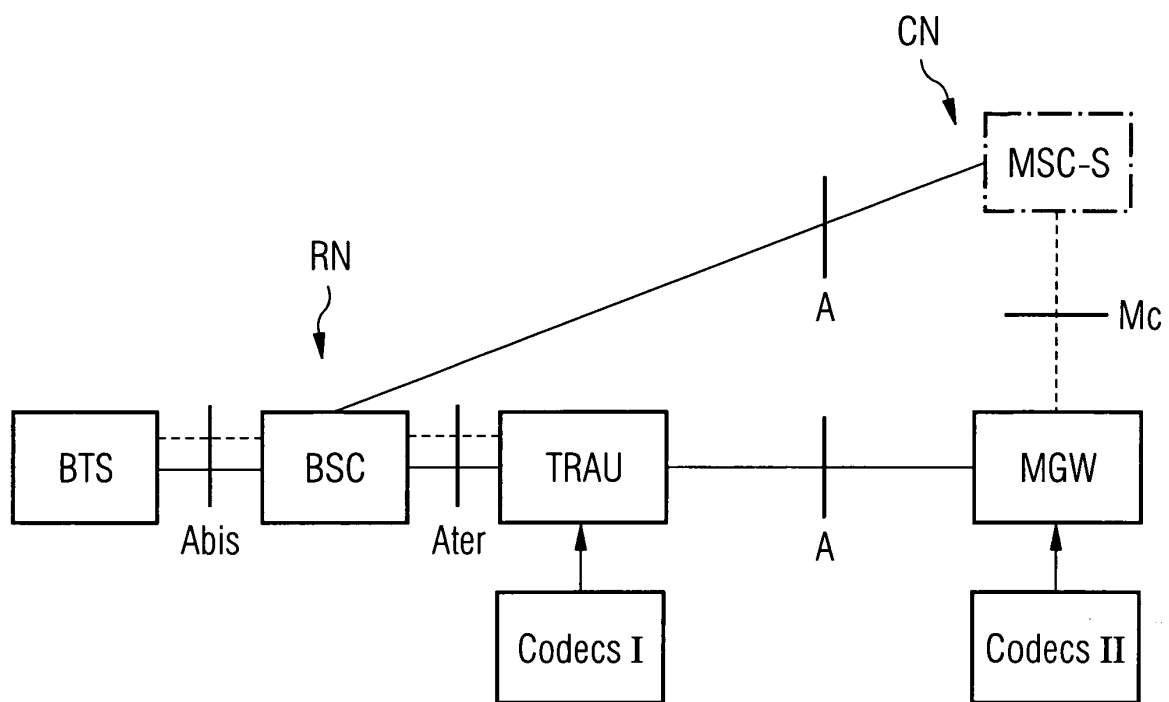 CN
MSC-S
RN
A
Mc
BTS
BSC
TRAU
MGW
Abis
Ater
A
Codecs I
Codecs II